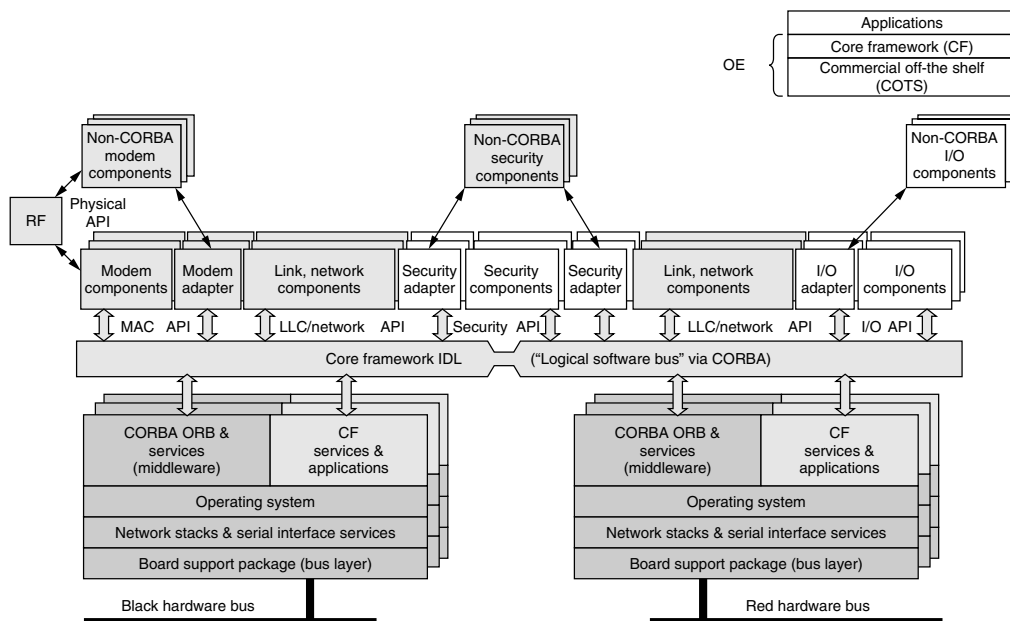 Applications
OE
Core framework (CF)
Commercial off-the shelf
(COTS)
Non-CORBA
modem
components
Non-CORBA
security
components
Non-CORBA
I/O
components
RF
Physical
API
Modem
components
Modem
adapter
Link, network
components
Security
adapter
Security
components
Security
adapter
Link, network
components
I/O
adapter
I/O
components
MAC API
LLC/network API
Security API
LLC/network API
I/O API
Core framework IDL
("Logical software bus" via CORBA)
CORBA ORB &
services
(middleware)
CF
services &
applications
Operating system
Network stacks & serial interface services
Board support package (bus layer)
CORBA ORB &
services
(middleware)
CF
services &
applications
Operating system
Network stacks & serial interface services
Board support package (bus layer)
Black hardware bus
Red hardware bus